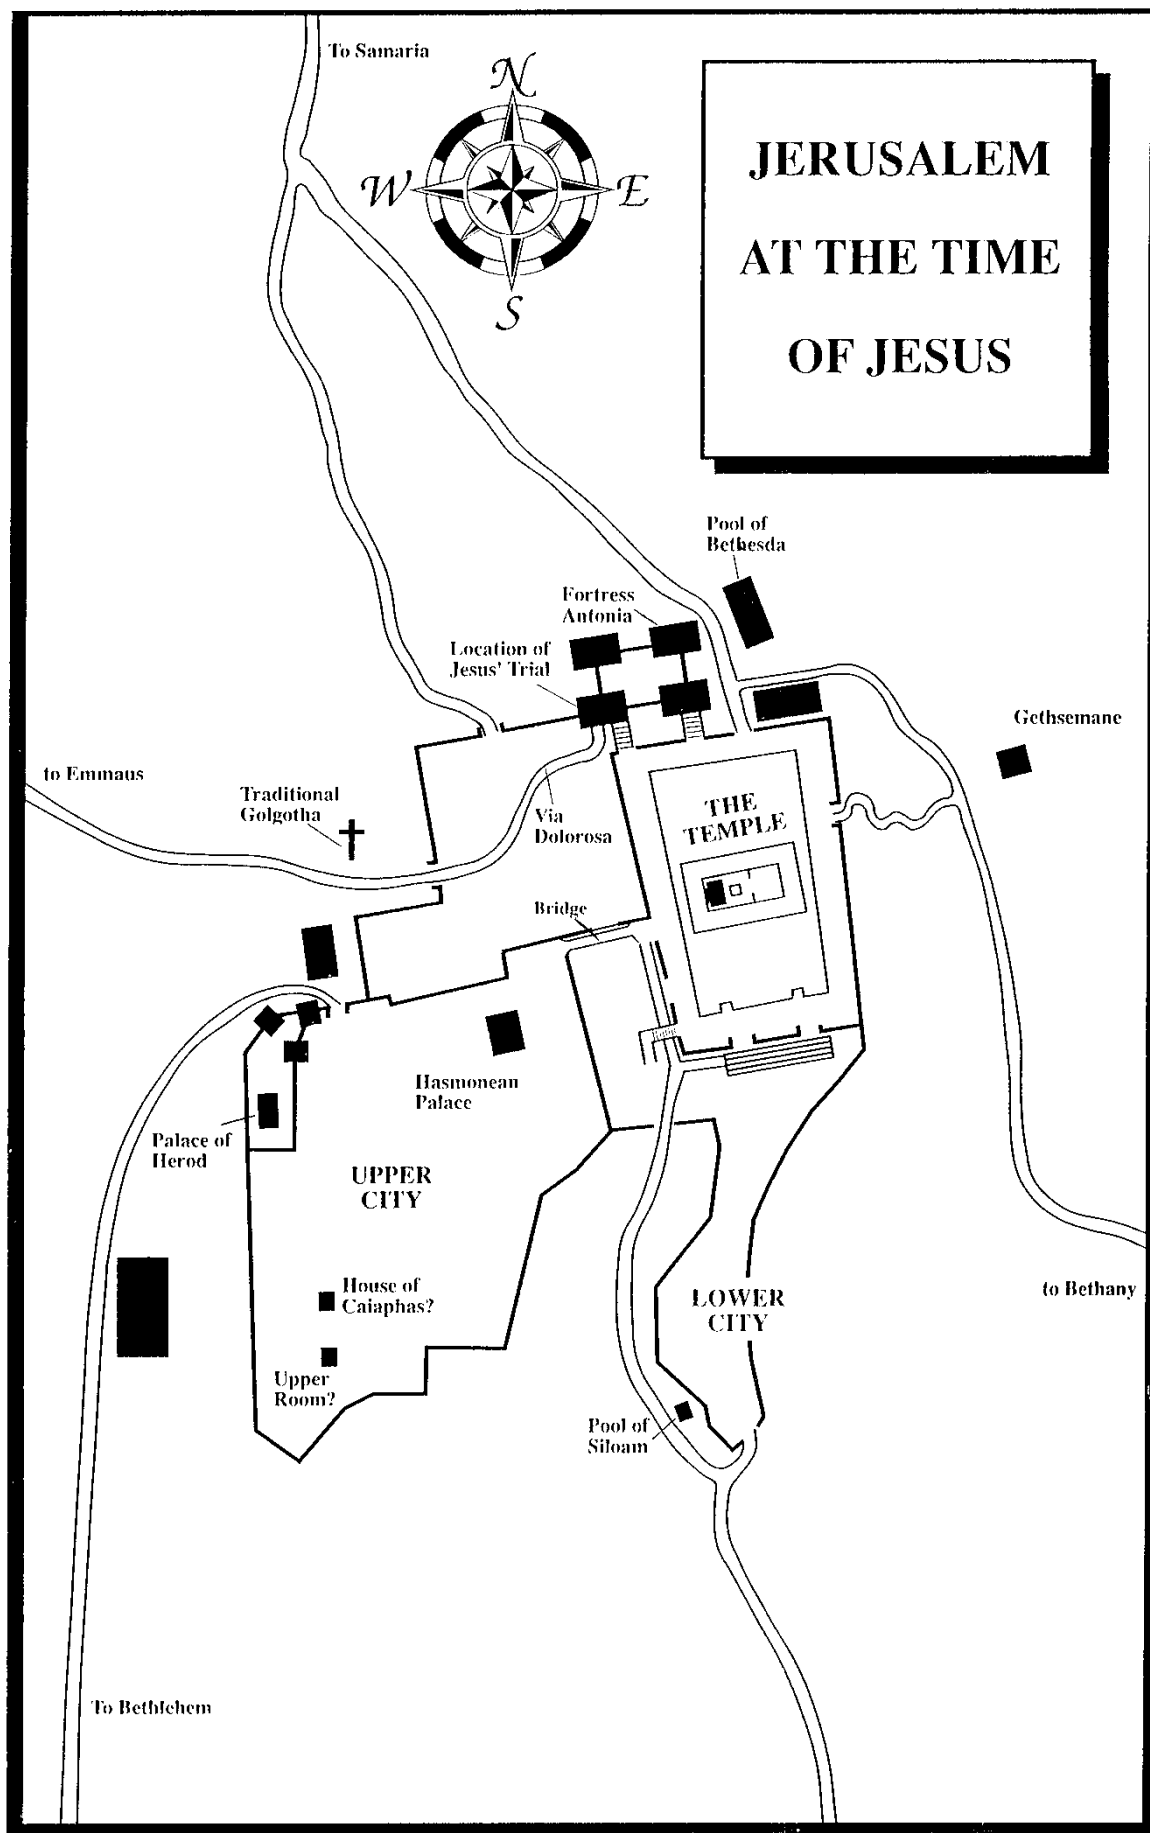 To Samaria
N
W
E
S
JERUSALEM
AT THE TIME
OF JESUS
Pool of
Bethesda
Fortress
Antonia
Location of
Jesus' Trial
Gethsemane
to Emmaus
Traditional
Golgotha
Via
Dolorosa
THE
TEMPLE
Bridge
Hasmonean
Palace
Palace of
Herod
UPPER
CITY
House of
Caiaphas?
LOWER
CITY
to Bethany
Upper
Room?
Pool of
Siloam
To Bethlehem